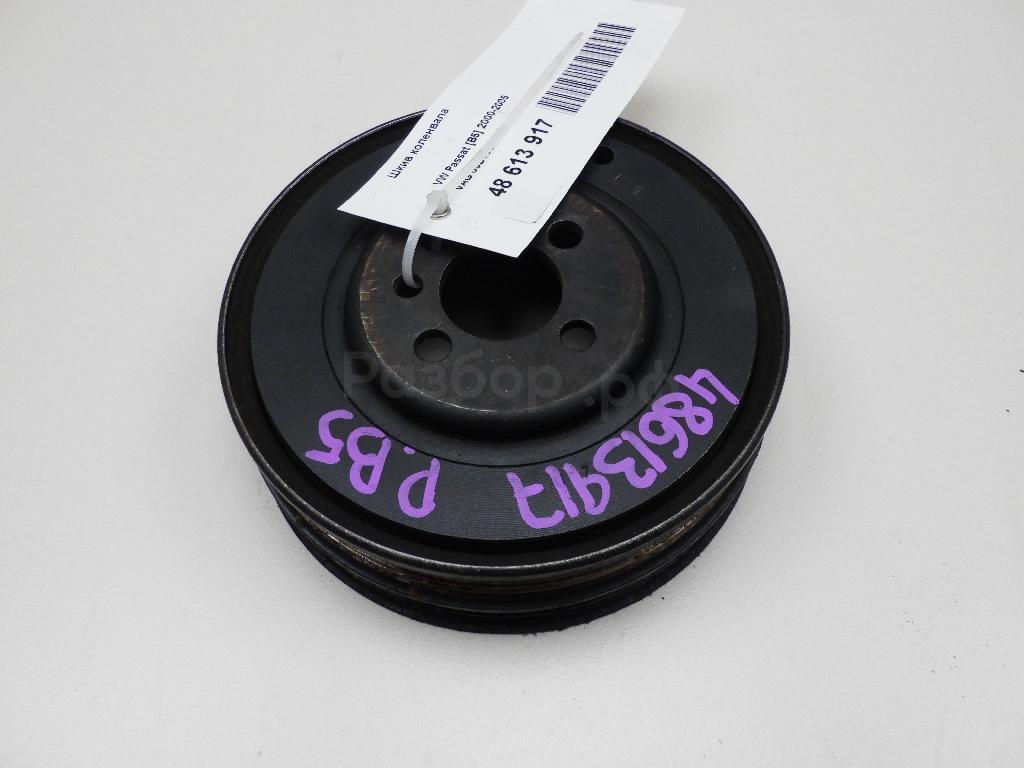 Шкив коленвала
VW Passat [B5] 2000-2005
48 613 917
Разбор.рф
P.B5
48613917